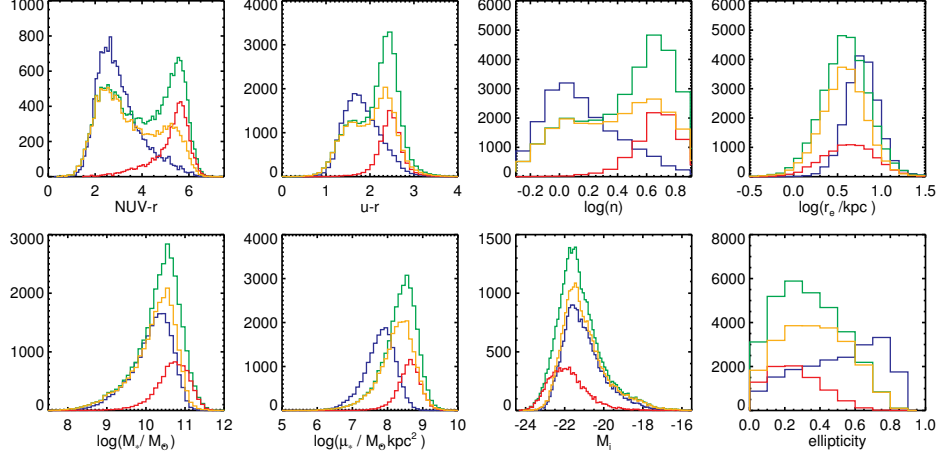 800
600
400
200
0
0 2 4 6
NUV-r
4000
3000
2000
1000
0
0 1 2 3 4
u-r
6000
5000
4000
3000
2000
1000
0
-0.2 0.0 0.2 0.4 0.6 0.8
log(n)
6000
5000
4000
3000
2000
1000
0
-0.5 0.0 0.5 1.0 1.5
log(r_e/kpc )
3000
2000
1000
0
8 9 10 11 12
log(M_*/ M_⊙)
4000
3000
2000
1000
0
5 6 7 8 9 10
log(μ_* / M_⊙ kpc²)
1500
1000
500
0
-24 -22 -20 -18 -16
M_i
8000
6000
4000
2000
0
0.0 0.2 0.4 0.6 0.8 1.0
ellipticity